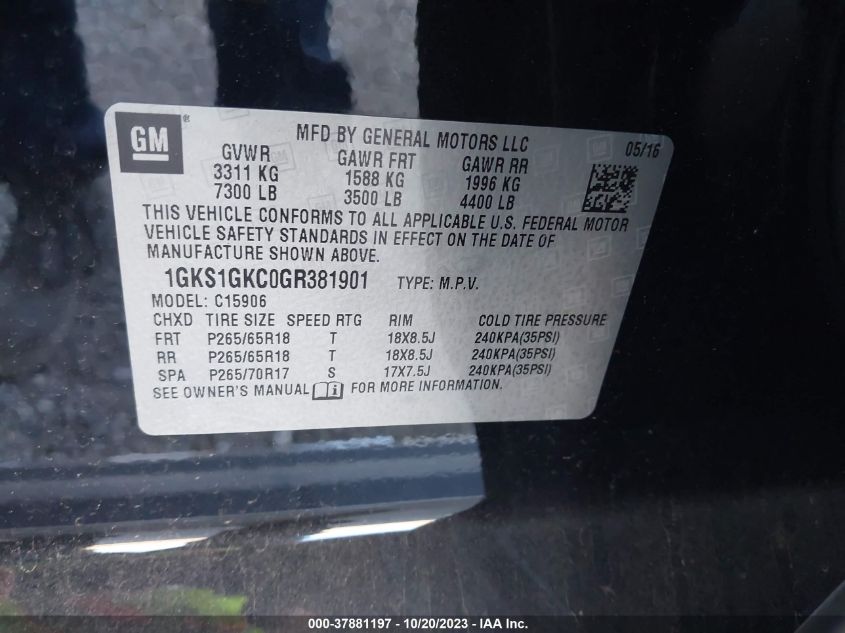 GM ®
MFD BY GENERAL MOTORS LLC
05/16
GVWR GAWR FRT GAWR RR
3311 KG 1588 KG 1996 KG
7300 LB 3500 LB 4400 LB
THIS VEHICLE CONFORMS TO ALL APPLICABLE U.S. FEDERAL MOTOR
VEHICLE SAFETY STANDARDS IN EFFECT ON THE DATE OF
MANUFACTURE SHOWN ABOVE.
1GKS1GKC0GR381901 TYPE: M.P.V.
MODEL: C15906
CHXD TIRE SIZE SPEED RTG RIM COLD TIRE PRESSURE
FRT P265/65R18 T 18X8.5J 240KPA(35PSI)
RR P265/65R18 T 18X8.5J 240KPA(35PSI)
SPA P265/70R17 S 17X7.5J 240KPA(35PSI)
SEE OWNER'S MANUAL FOR MORE INFORMATION.
000-37881197 - 10/20/2023 - IAA Inc.